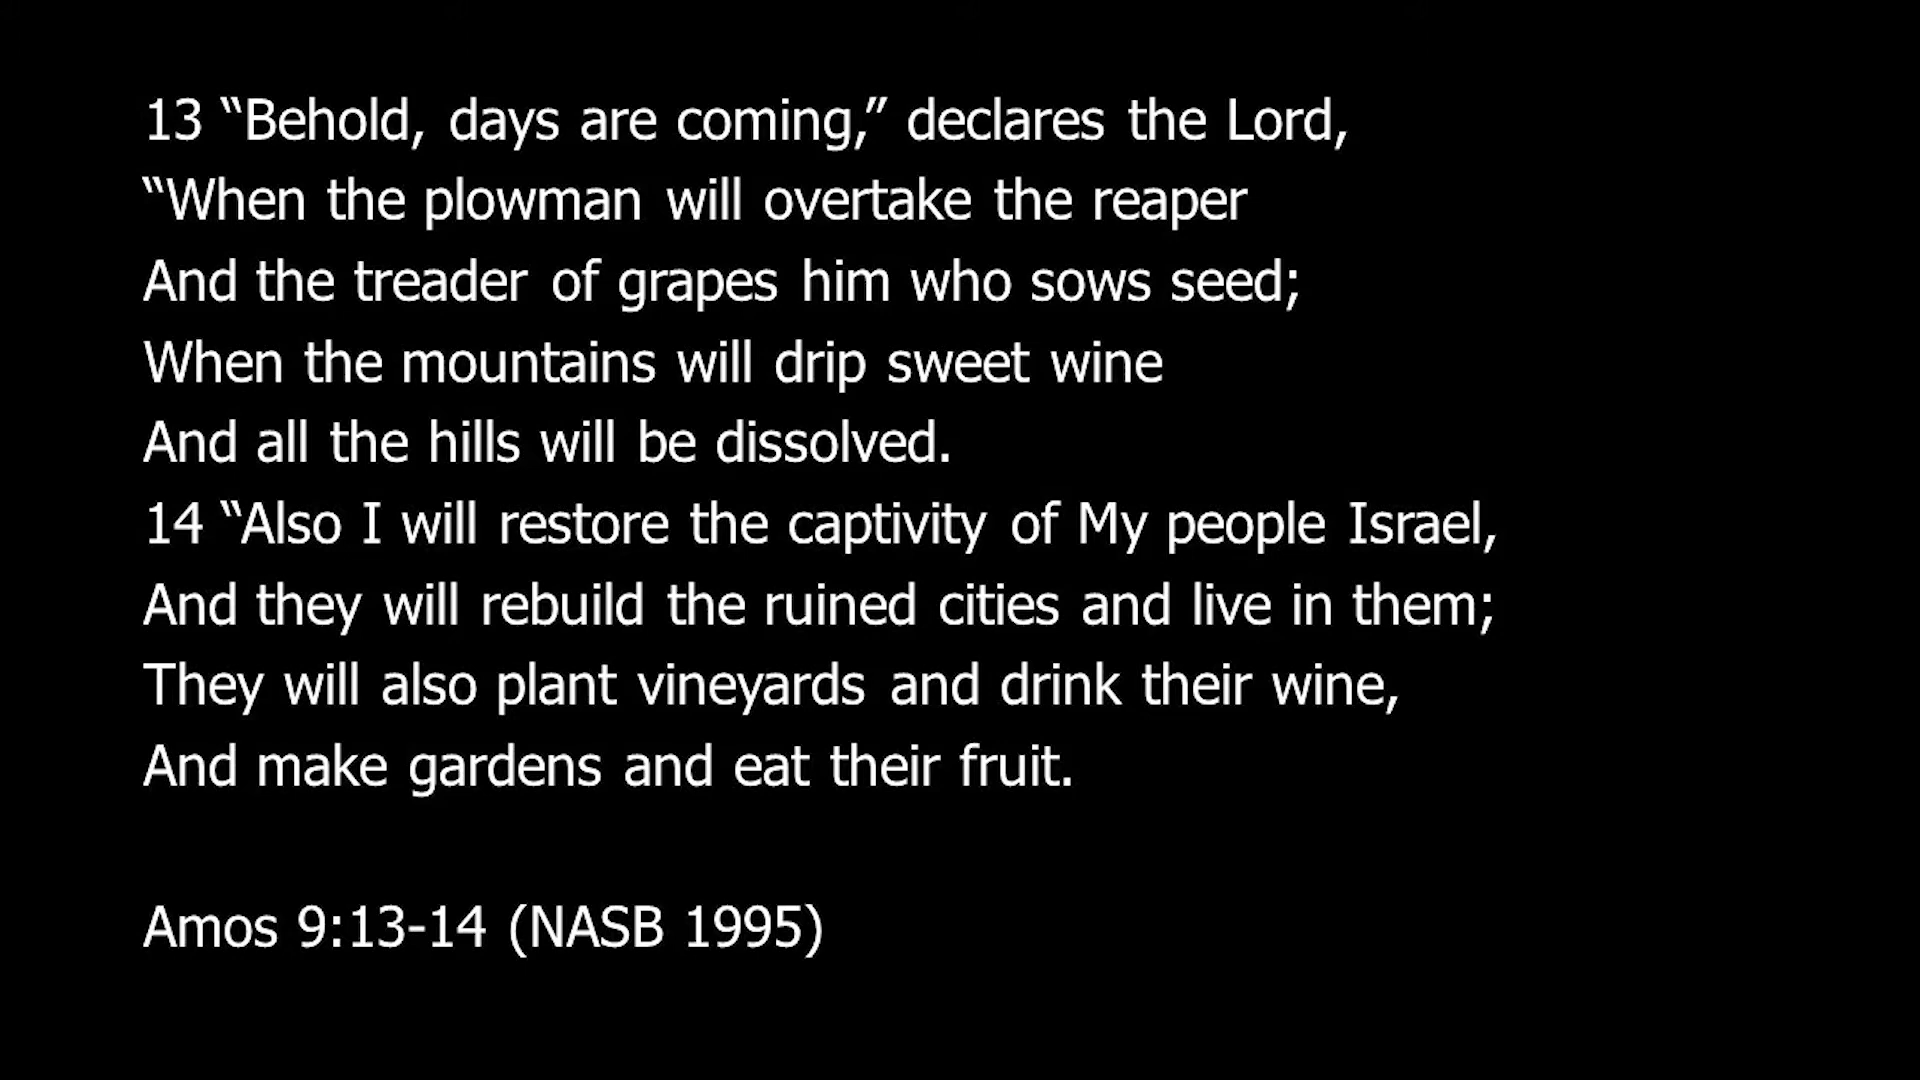 13 “Behold, days are coming,” declares the Lord,
“When the plowman will overtake the reaper
And the treader of grapes him who sows seed;
When the mountains will drip sweet wine
And all the hills will be dissolved.
14 “Also I will restore the captivity of My people Israel,
And they will rebuild the ruined cities and live in them;
They will also plant vineyards and drink their wine,
And make gardens and eat their fruit.
Amos 9:13-14 (NASB 1995)